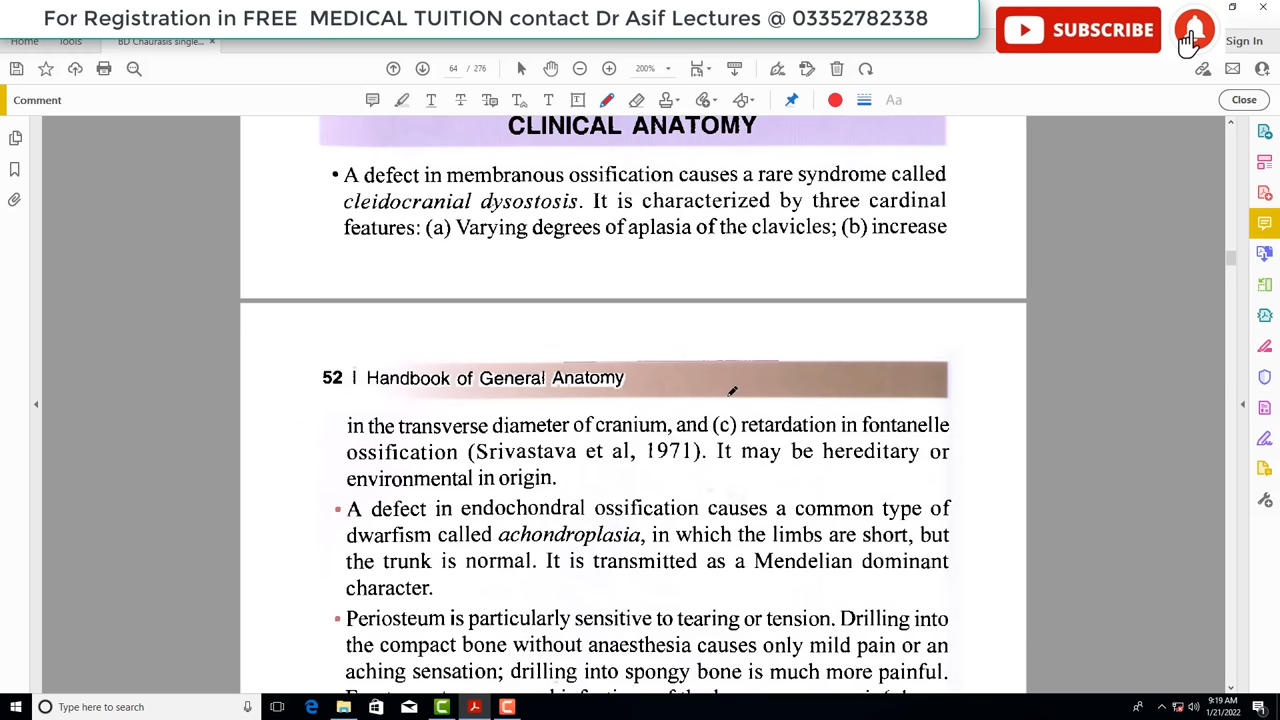 For Registration in FREE MEDICAL TUITION contact Dr Asif Lectures @ 03352782338
SUBSCRIBE
Sign In
Home Tools BD Chaurasis single... ×
64 / 276
200%
Comment
Aa
Close
CLINICAL ANATOMY
• A defect in membranous ossification causes a rare syndrome called
cleidocranial dysostosis. It is characterized by three cardinal
features: (a) Varying degrees of aplasia of the clavicles; (b) increase
52 | Handbook of General Anatomy
in the transverse diameter of cranium, and (c) retardation in fontanelle
ossification (Srivastava et al, 1971). It may be hereditary or
environmental in origin.
• A defect in endochondral ossification causes a common type of
dwarfism called achondroplasia, in which the limbs are short, but
the trunk is normal. It is transmitted as a Mendelian dominant
character.
• Periosteum is particularly sensitive to tearing or tension. Drilling into
the compact bone without anaesthesia causes only mild pain or an
aching sensation; drilling into spongy bone is much more painful.
Type here to search
9:19 AM
1/21/2022